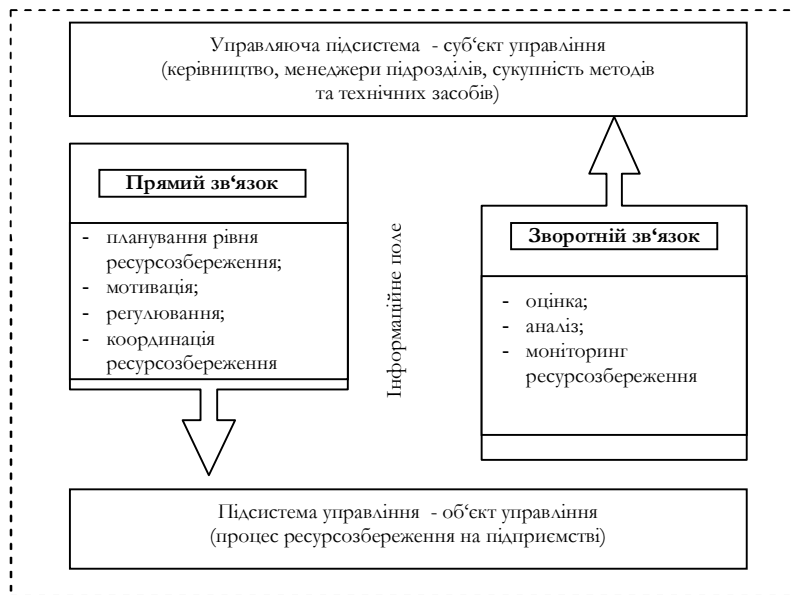 Управляюча підсистема - суб‘єкт управління
(керівництво, менеджери підрозділів, сукупність методів
та технічних засобів)
Прямий зв‘язок
- планування рівня
ресурсозбереження;
- мотивація;
- регулювання;
- координація
ресурсозбереження
Інформаційне поле
Зворотній зв‘язок
- оцінка;
- аналіз;
- моніторинг
ресурсозбереження
Підсистема управління - об‘єкт управління
(процес ресурсозбереження на підприємстві)